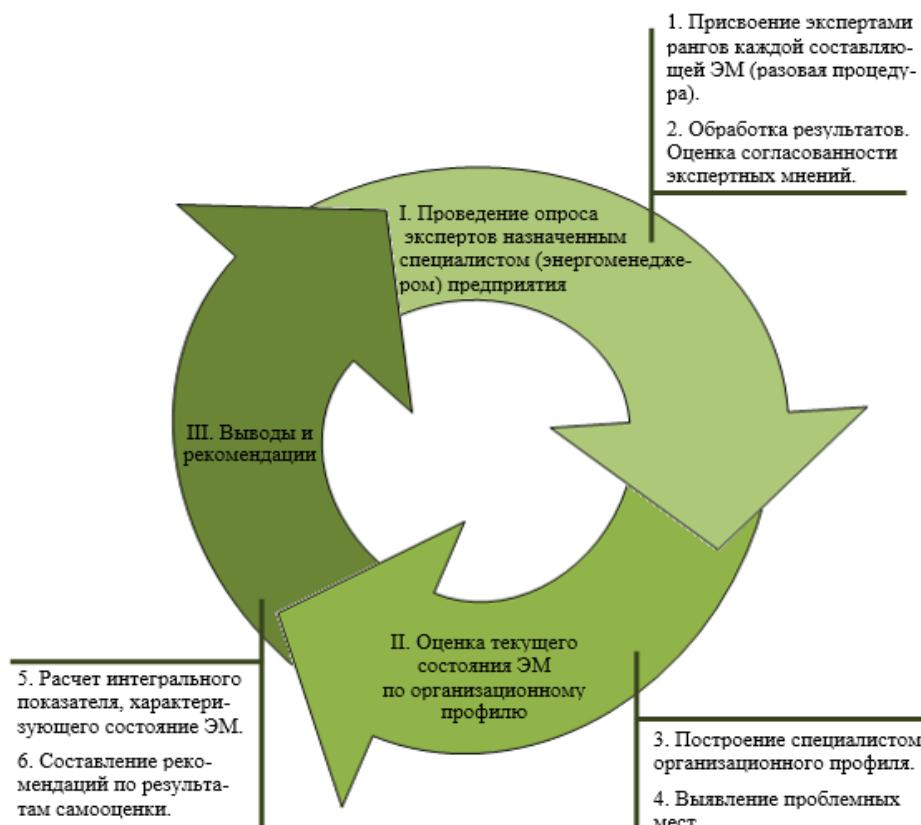 1. Присвоение экспертами
рангов каждой составляю-
щей ЭМ (разовая процеду-
ра).
2. Обработка результатов.
Оценка согласованности
экспертных мнений.
I. Проведение опроса
экспертов назначенным
специалистом (энергоменедже-
ром) предприятия
III. Выводы и
рекомендации
II. Оценка текущего
состояния ЭМ
по организационному
профилю
5. Расчет интегрального
показателя, характери-
зующего состояние ЭМ.
6. Составление реко-
мендаций по результа-
там самооценки.
3. Построение специалистом
организационного профиля.
4. Выявление проблемных
мест